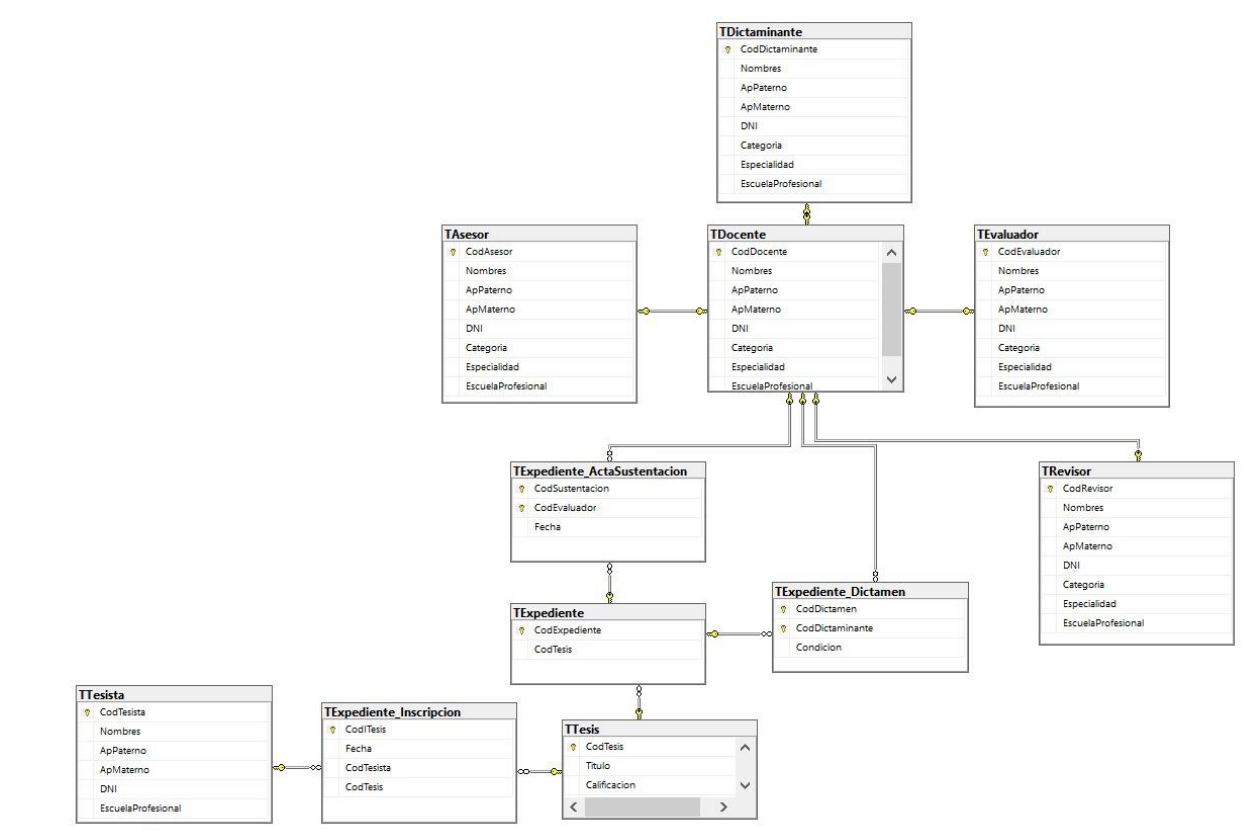 TDictaminante
CodDictaminante
Nombres
ApPaterno
ApMaterno
DNI
Categoria
Especialidad
EscuelaProfesional
TAsesor
CodAsesor
Nombres
ApPaterno
ApMaterno
DNI
Categoria
Especialidad
EscuelaProfesional
TDocente
CodDocente
Nombres
ApPaterno
ApMaterno
DNI
Categoria
Especialidad
EscuelaProfesional
TEvaluador
CodEvaluador
Nombres
ApPaterno
ApMaterno
DNI
Categoria
Especialidad
EscuelaProfesional
TExpediente_ActaSustentacion
CodSustentacion
CodEvaluador
Fecha
TRevisor
CodRevisor
Nombres
ApPaterno
ApMaterno
DNI
Categoria
Especialidad
EscuelaProfesional
TExpediente_Dictamen
CodDictamen
CodDictaminante
Condicion
TExpediente
CodExpediente
CodTesis
TTesista
CodTesista
Nombres
ApPaterno
ApMaterno
DNI
EscuelaProfesional
TExpediente_Inscripcion
CodITesis
Fecha
CodTesista
CodTesis
TTesis
CodTesis
Titulo
Calificacion